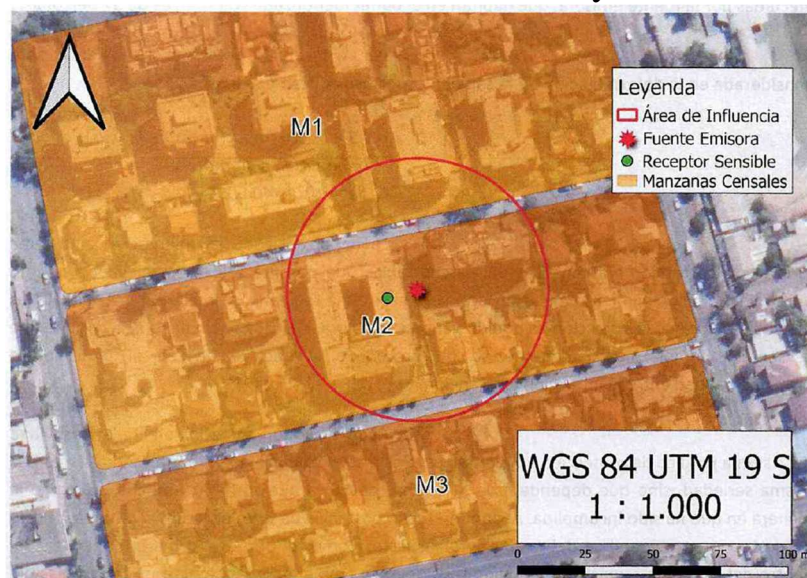 Leyenda
Área de Influencia
Fuente Emisora
Receptor Sensible
Manzanas Censales
M1
M2
M3
WGS 84 UTM 19 S
1 : 1.000
0 25 50 75 100 m